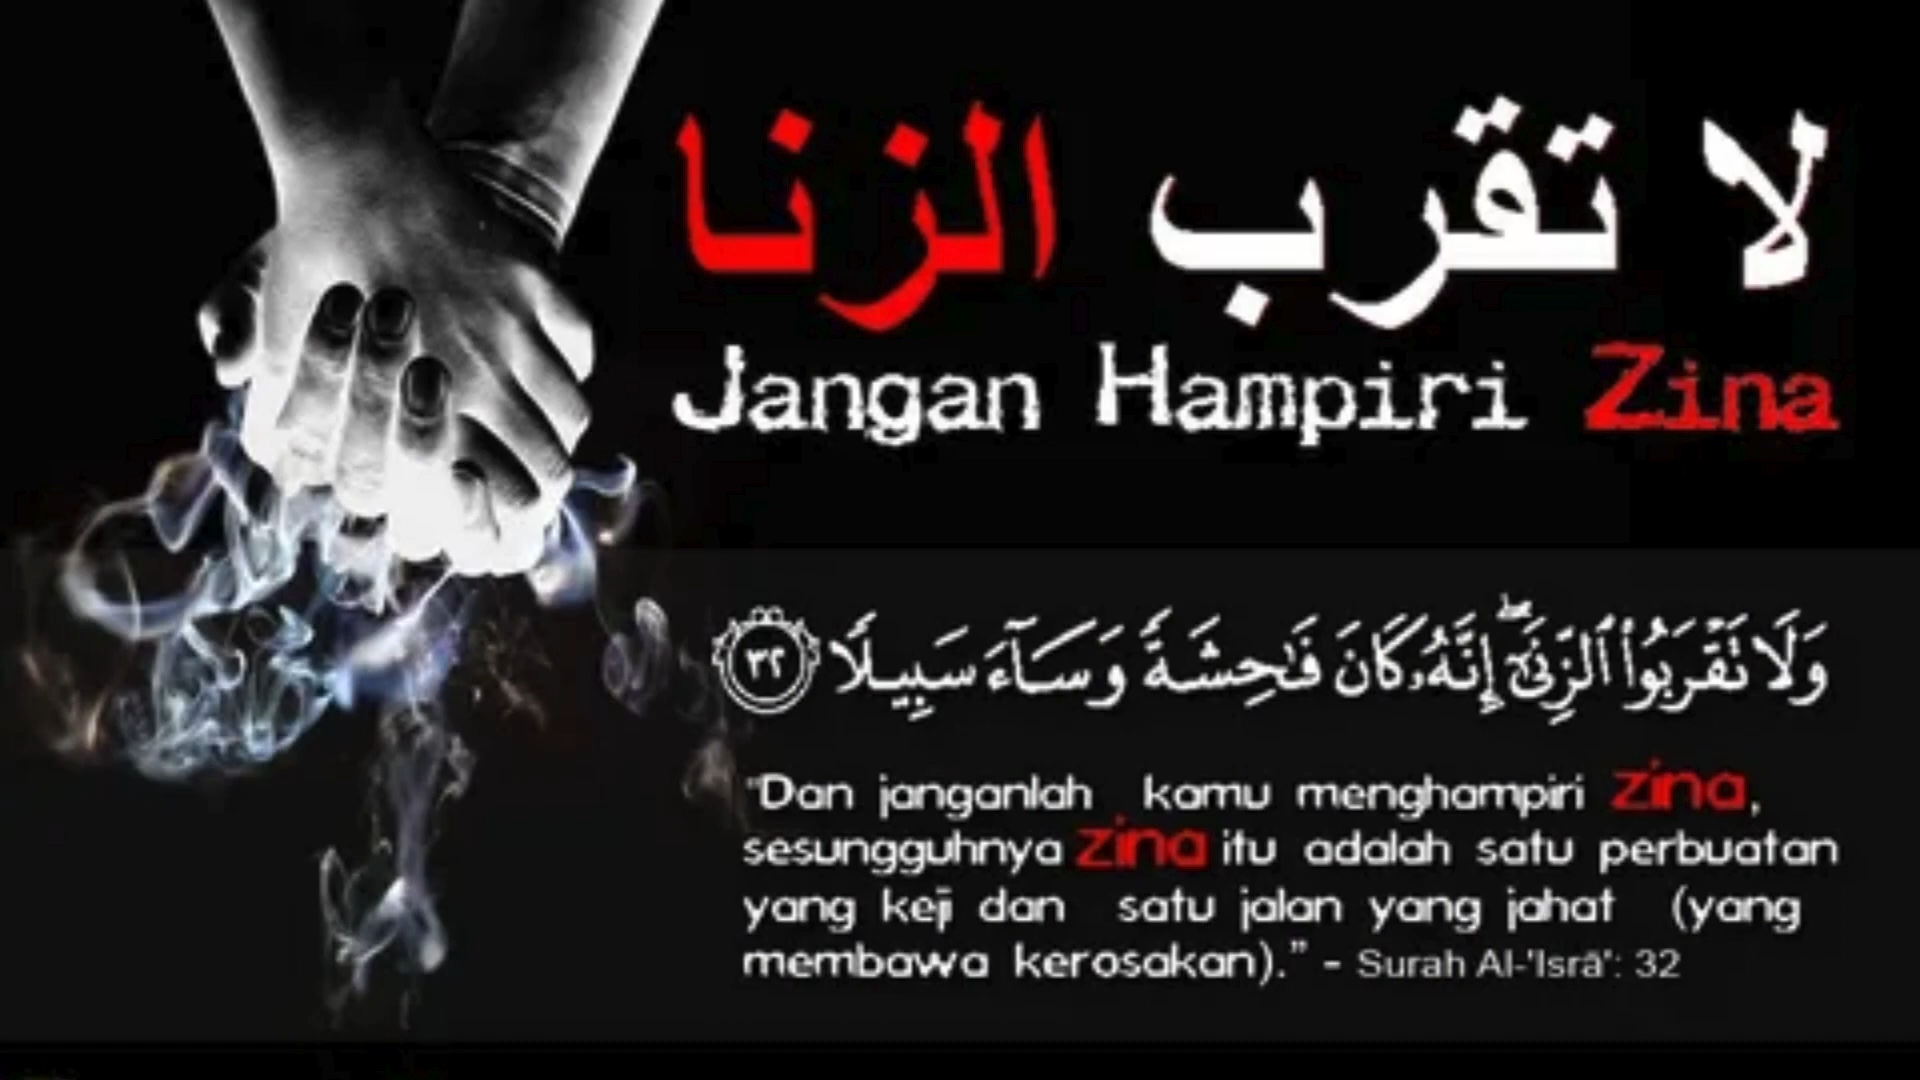 لا تقرب الزنا
Jangan Hampiri Zina
وَلَا تَقْرَبُوا۟ ٱلزِّنَىٰٓ ۖ إِنَّهُۥ كَانَ فَـٰحِشَةً وَسَآءَ سَبِيلًا ٣٢
"Dan janganlah kamu menghampiri zina,
sesungguhnya zina itu adalah satu perbuatan
yang keji dan satu jalan yang jahat (yang
membawa kerosakan)." - Surah Al-'Isrā': 32